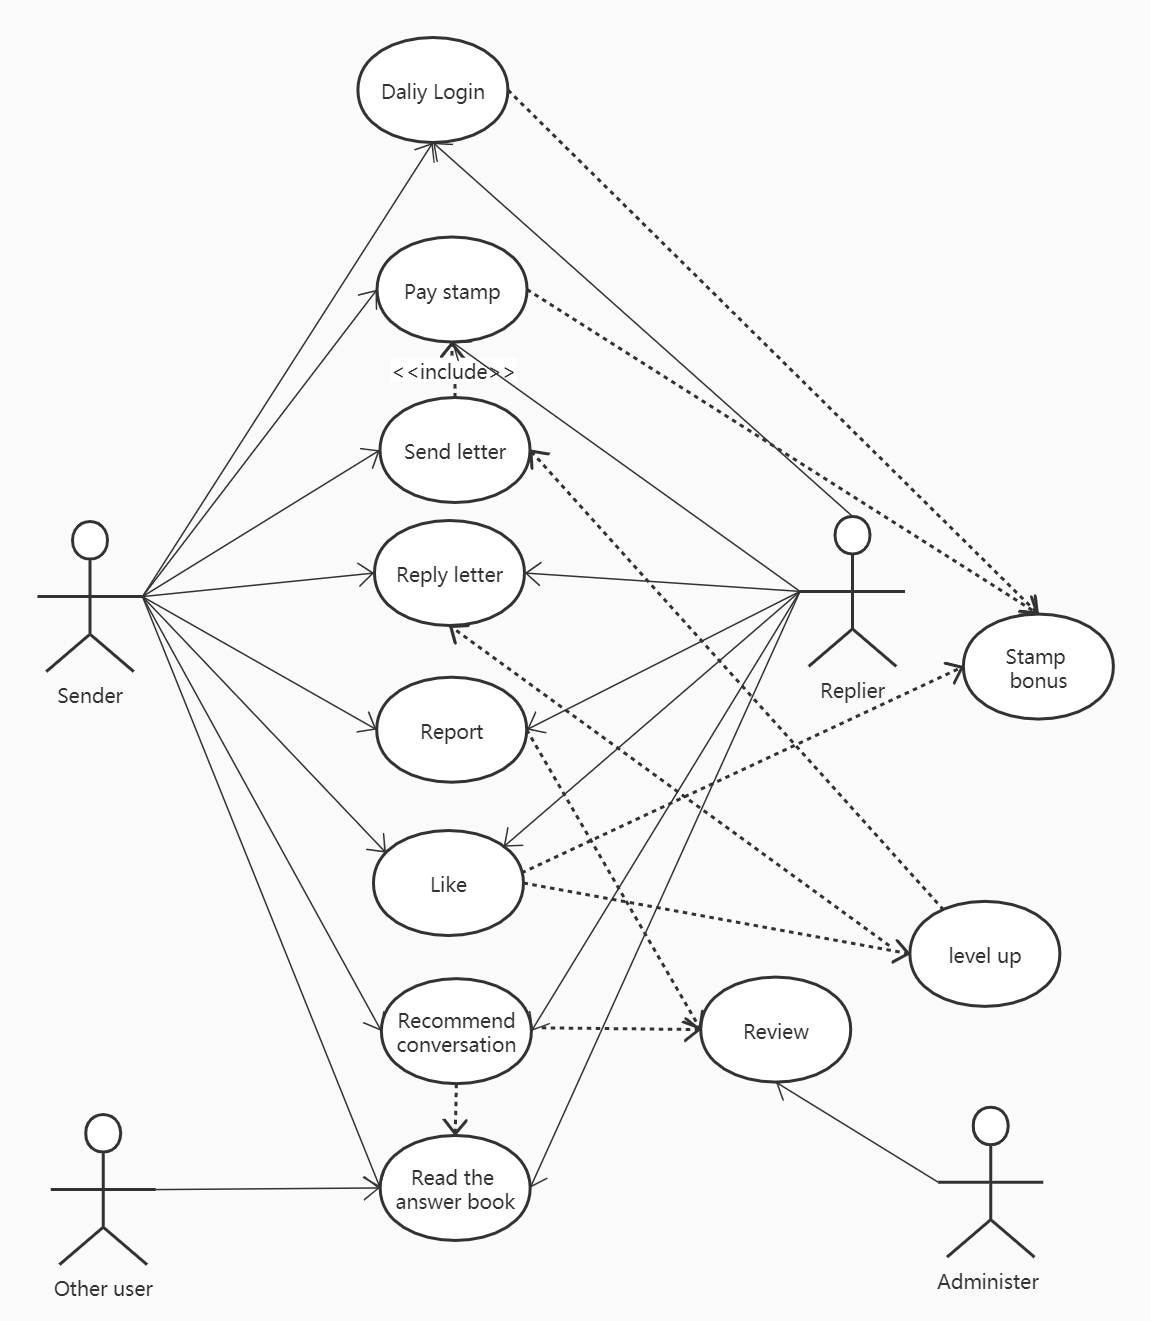 Daliy Login
Pay stamp
<<include>>
Send letter
Reply letter
Sender
Replier
Stamp
bonus
Report
Like
level up
Recommend
conversation
Review
Read the
answer book
Other user
Administer